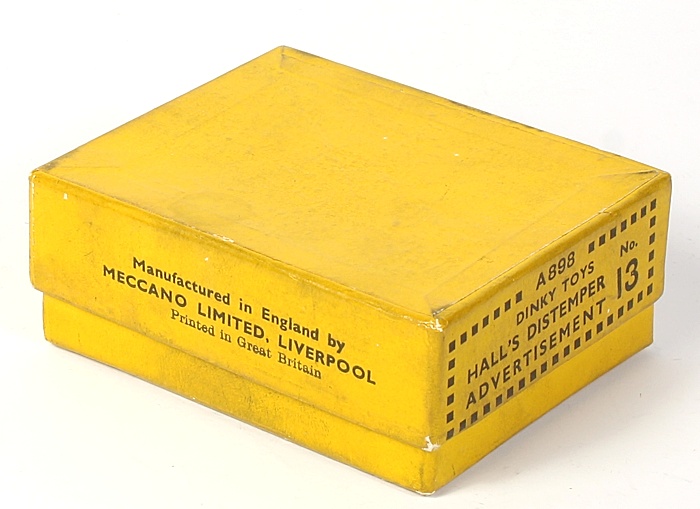 Manufactured in England by
MECCANO LIMITED, LIVERPOOL
Printed in Great Britain
A898
DINKY TOYS
HALL'S DISTEMPER
ADVERTISEMENT
No.
13